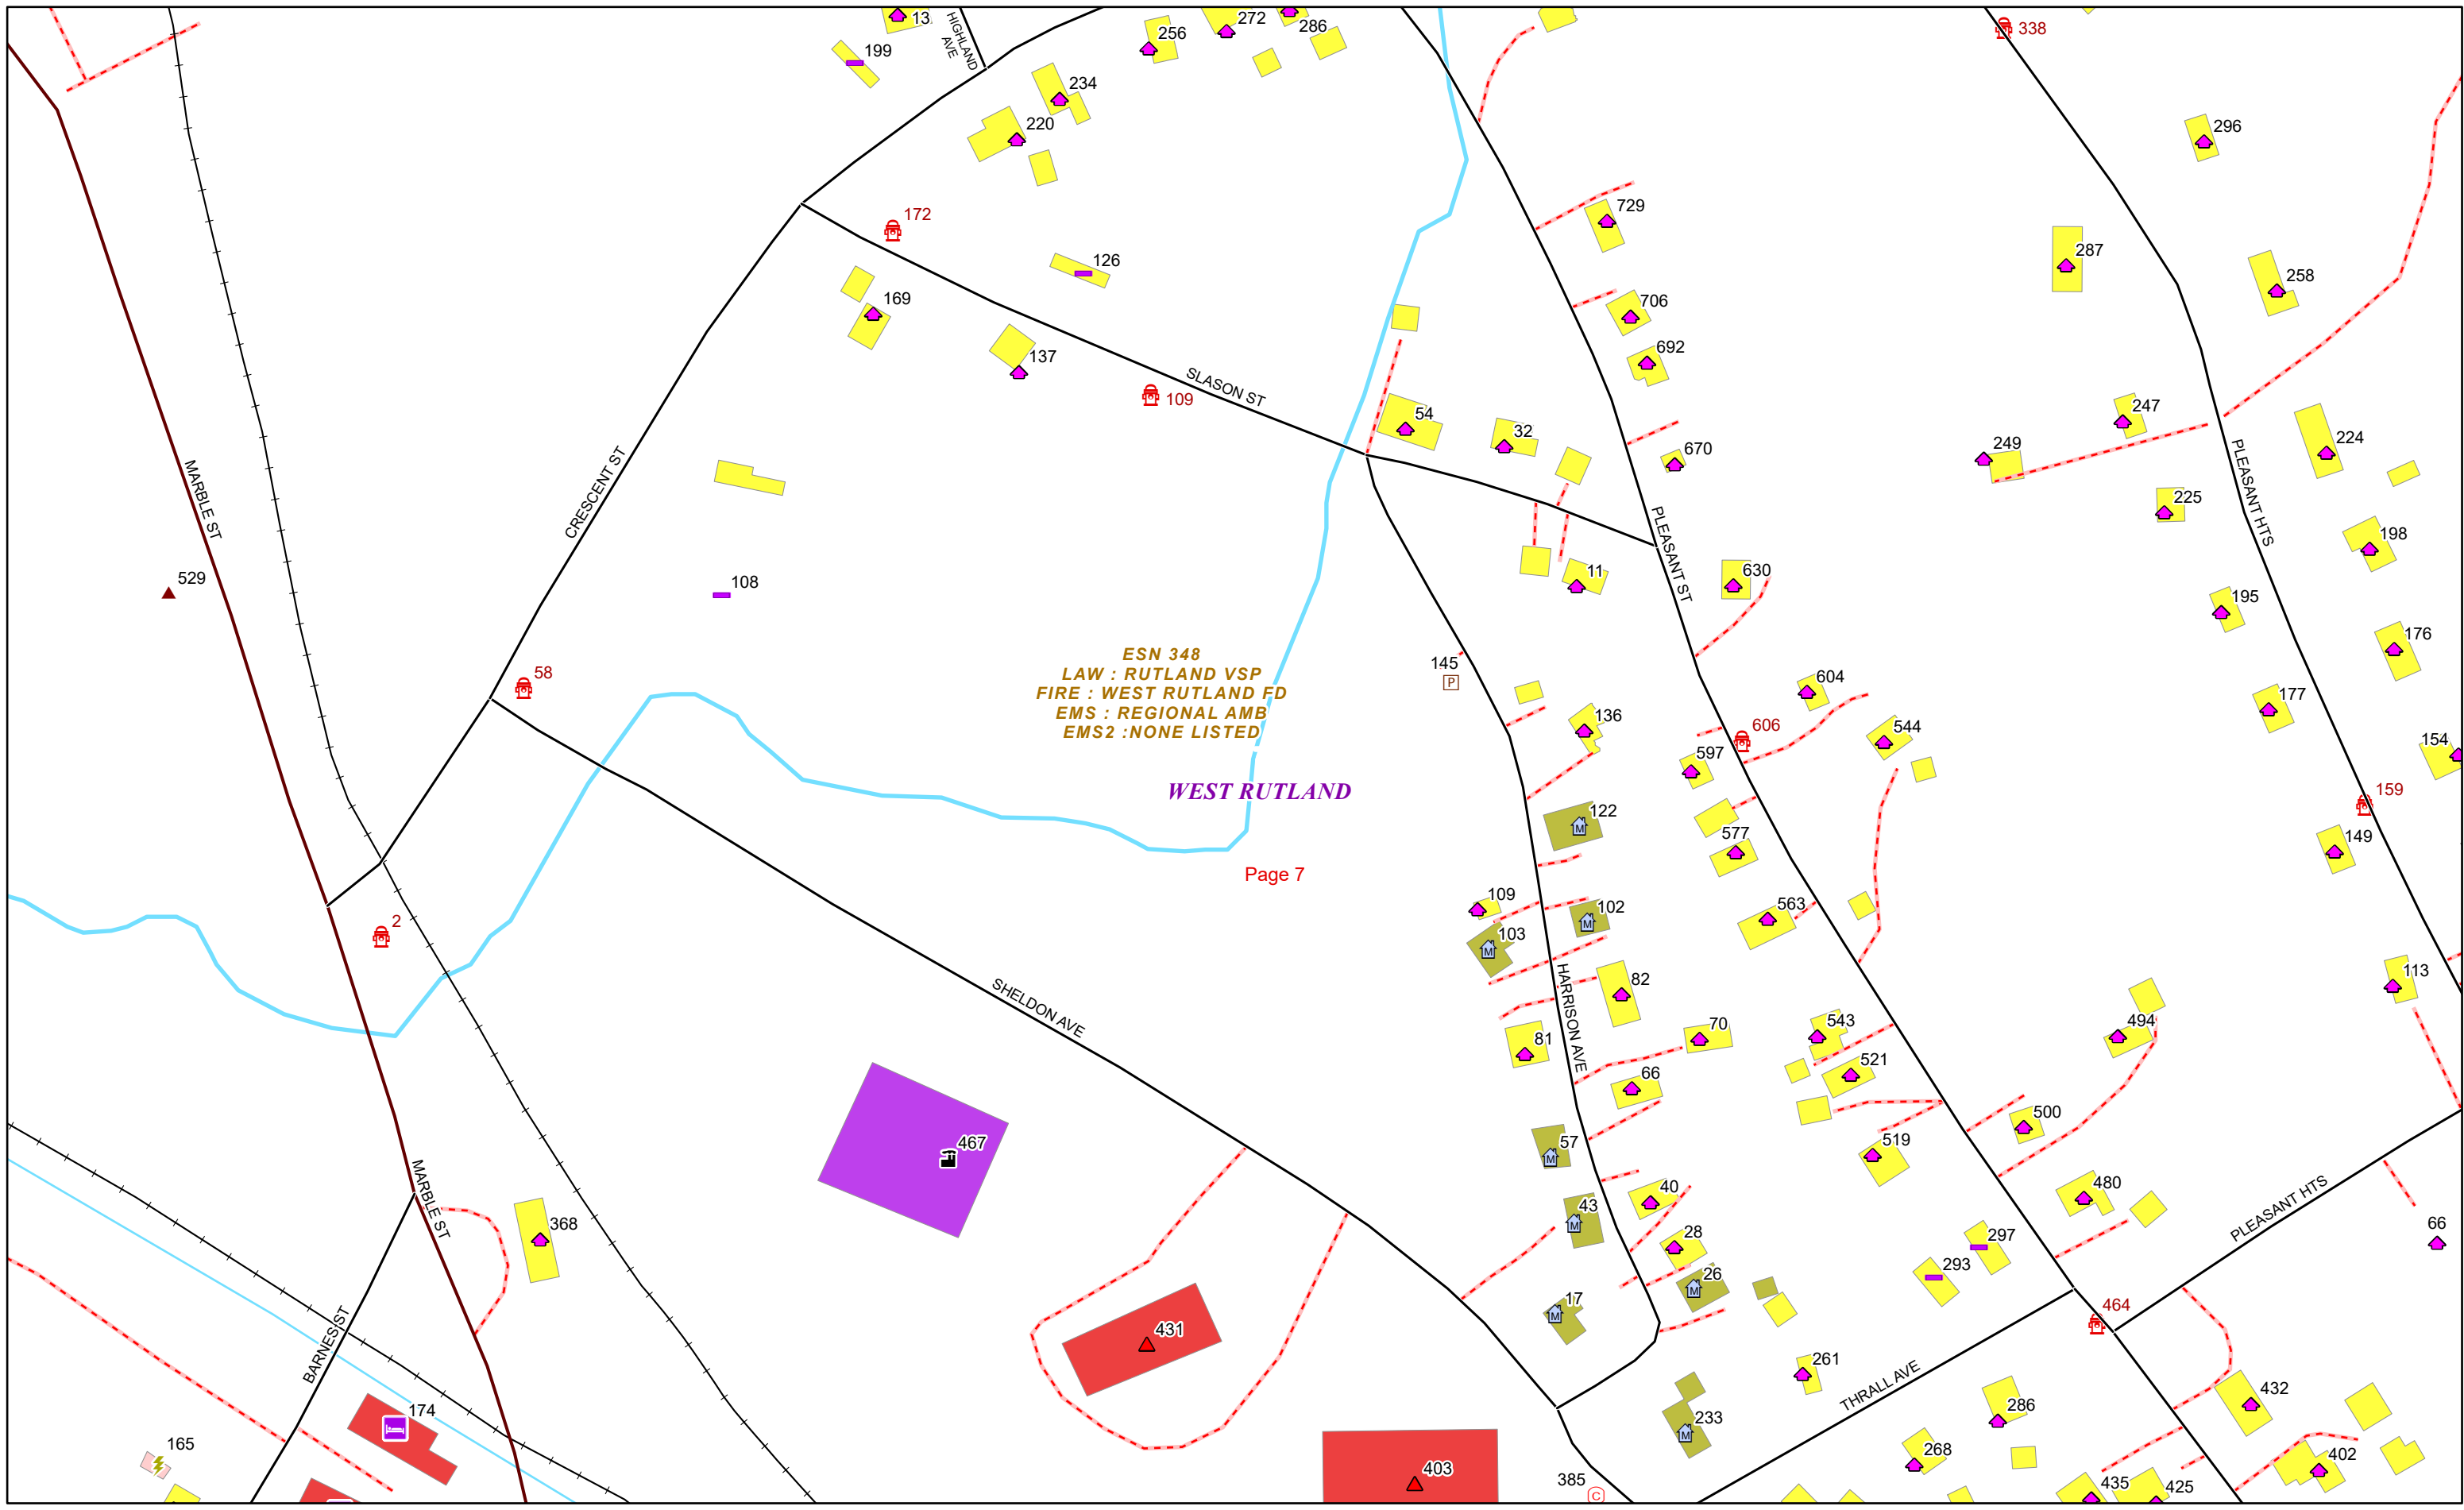 13
HIGHLAND
AVE
256
272
286
338
199
234
220
296
172
729
126
287
258
169
706
137
692
SLASON ST
109
54
32
247
224
670
249
PLEASANT HTS
MARBLE ST
CRESCENT ST
225
PLEASANT ST
198
529
108
11
630
195
ESN 348
LAW : RUTLAND VSP
FIRE : WEST RUTLAND FD
EMS : REGIONAL AMB
EMS2 :NONE LISTED
145
P
176
58
604
177
136
606
544
154
597
WEST RUTLAND
159
122
M
577
149
Page 7
109
102
M
563
2
103
M
HARRISON AVE
113
SHELDON AVE
82
81
70
543
494
521
66
500
467
57
M
519
MARBLE ST
40
480
PLEASANT HTS
368
43
M
28
297
66
26
M
293
17
M
464
BARNES ST
431
261
THRALL AVE
432
174
286
233
M
165
268
402
403
385
C
435
425